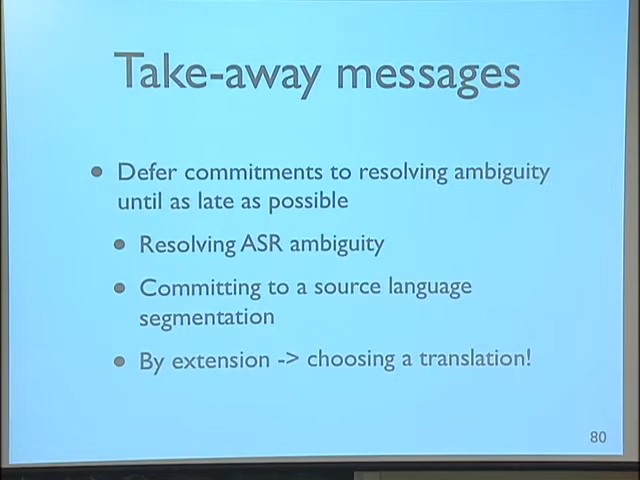 Take-away messages
• Defer commitments to resolving ambiguity
until as late as possible
• Resolving ASR ambiguity
• Committing to a source language
segmentation
• By extension -> choosing a translation!
80